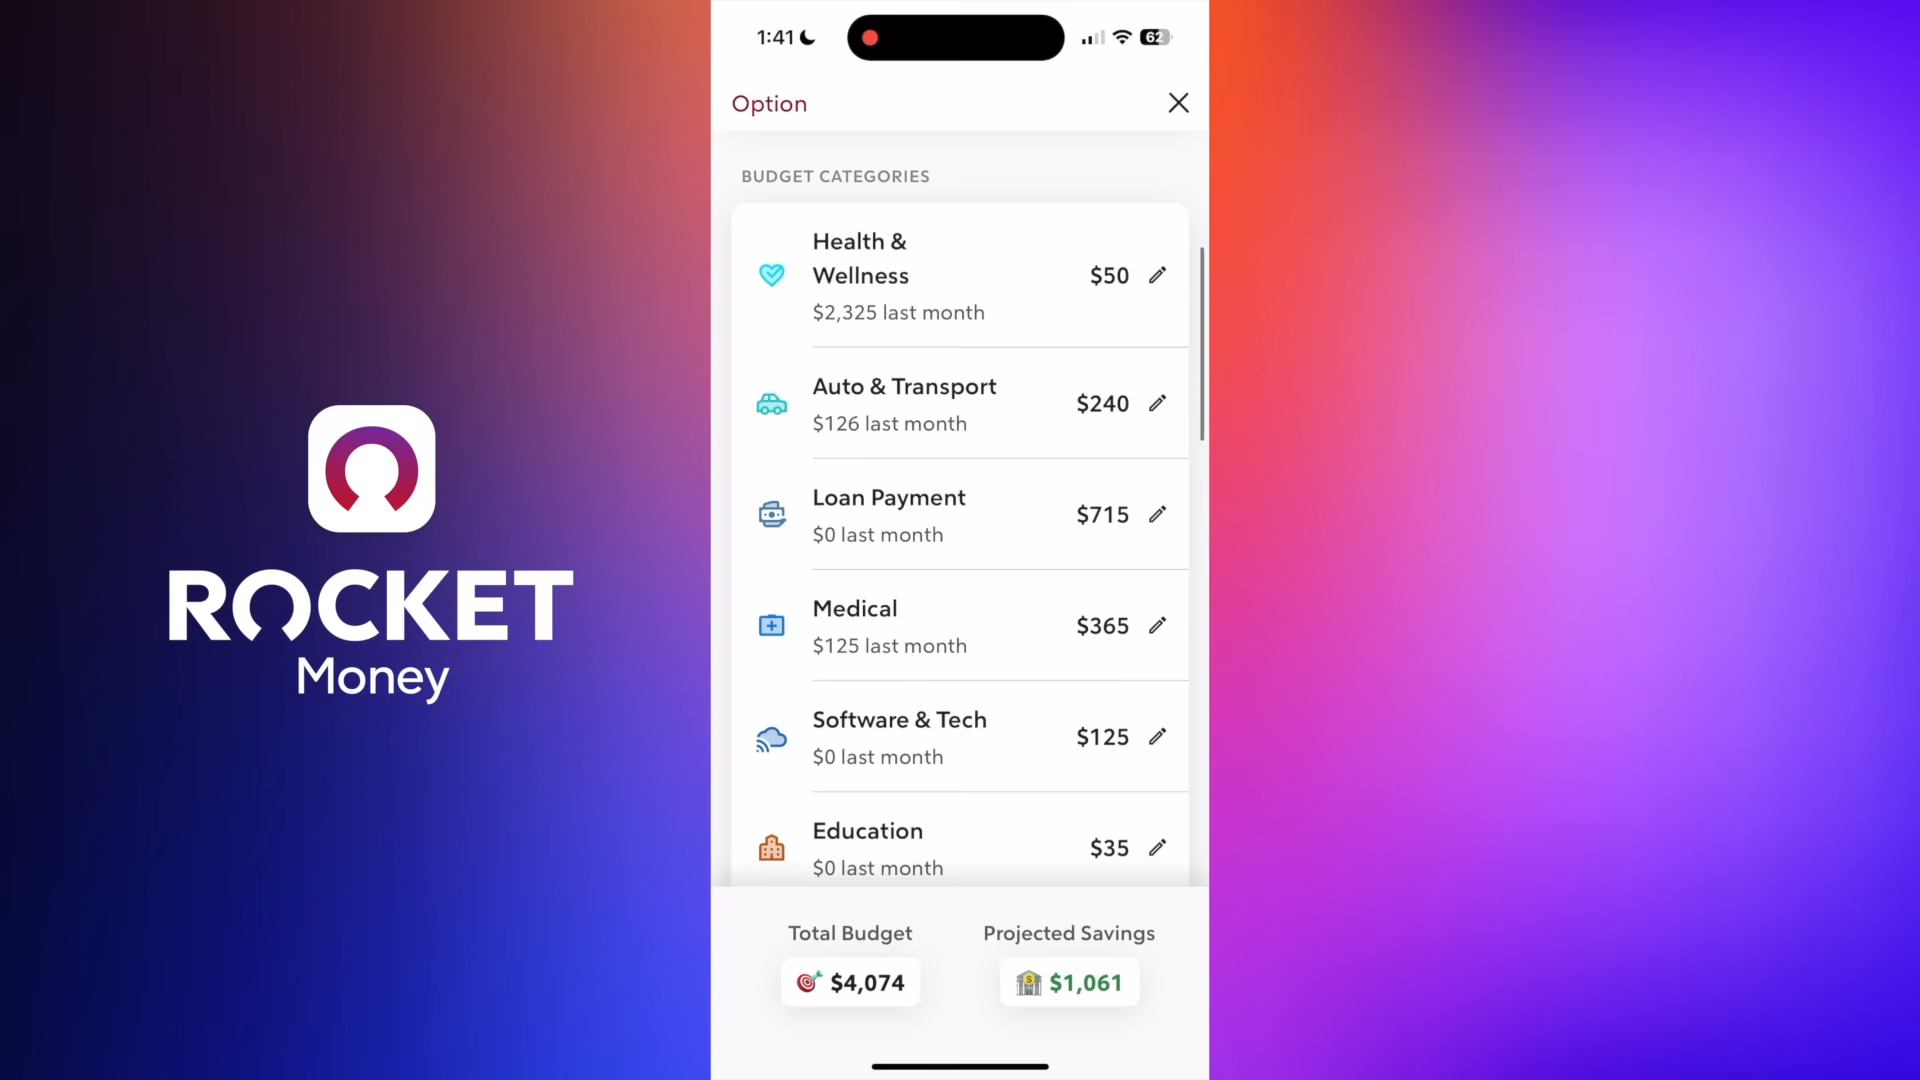 1:41
62
Option
BUDGET CATEGORIES
Health &
Wellness
$50
$2,325 last month
Auto & Transport
$240
$126 last month
Loan Payment
$715
$0 last month
Medical
$365
$125 last month
Software & Tech
$125
$0 last month
Education
$35
$0 last month
Total Budget
$4,074
Projected Savings
$1,061
ROCKET
Money